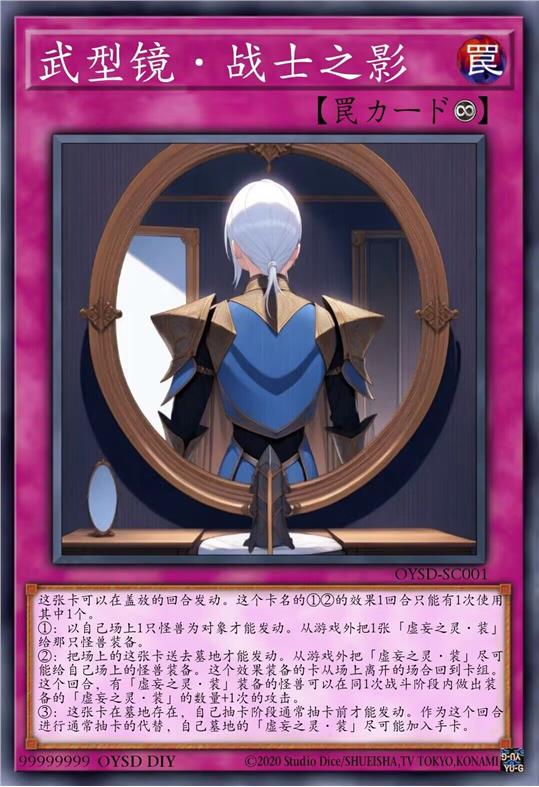 武型镜・战士之影
罠
【罠カード♾】
OYSD-SC001
这张卡可以在盖放的回合发动。这个卡名的①②的效果1回合只能有1次使用
其中1个。
①：以自己场上1只怪兽为对象才能发动。从游戏外把1张「虚妄之灵・装」
给那只怪兽装备。
②：把场上的这张卡送去墓地才能发动。从游戏外把「虚妄之灵・装」尽可
能给自己场上的怪兽装备。这个效果装备的卡从场上离开的场合回到卡组。
这个回合，有「虚妄之灵・装」装备的怪兽可以在同1次战斗阶段内做出装
备的「虚妄之灵・装」的数量+1次的攻击。
③：这张卡在墓地存在，自己抽卡阶段通常抽卡前才能发动。作为这个回合
进行通常抽卡的代替，自己墓地的「虚妄之灵・装」尽可能加入手卡。
99999999 OYSD DIY
©2020 Studio Dice/SHUEISHA,TV TOKYO,KONAMI